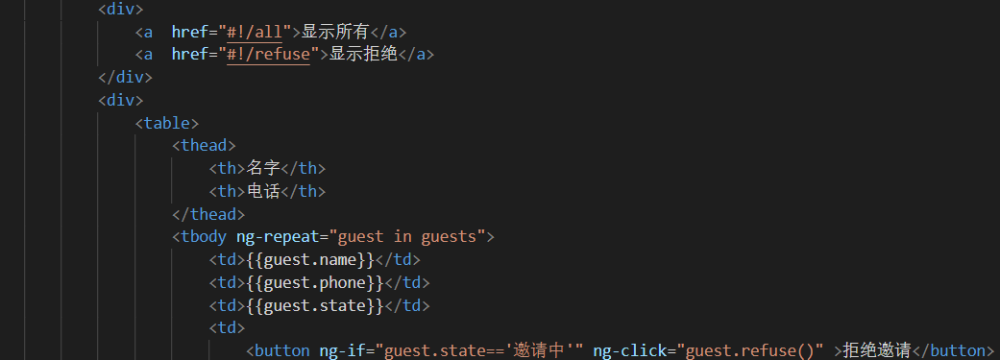 <div>
<a  href="#!/all">显示所有</a>
<a  href="#!/refuse">显示拒绝</a>
</div>
<div>
<table>
<thead>
<th>名字</th>
<th>电话</th>
</thead>
<tbody ng-repeat="guest in guests">
<td>{{guest.name}}</td>
<td>{{guest.phone}}</td>
<td>{{guest.state}}</td>
<td>
<button ng-if="guest.state=='邀请中'" ng-click="guest.refuse()" >拒绝邀请</button>